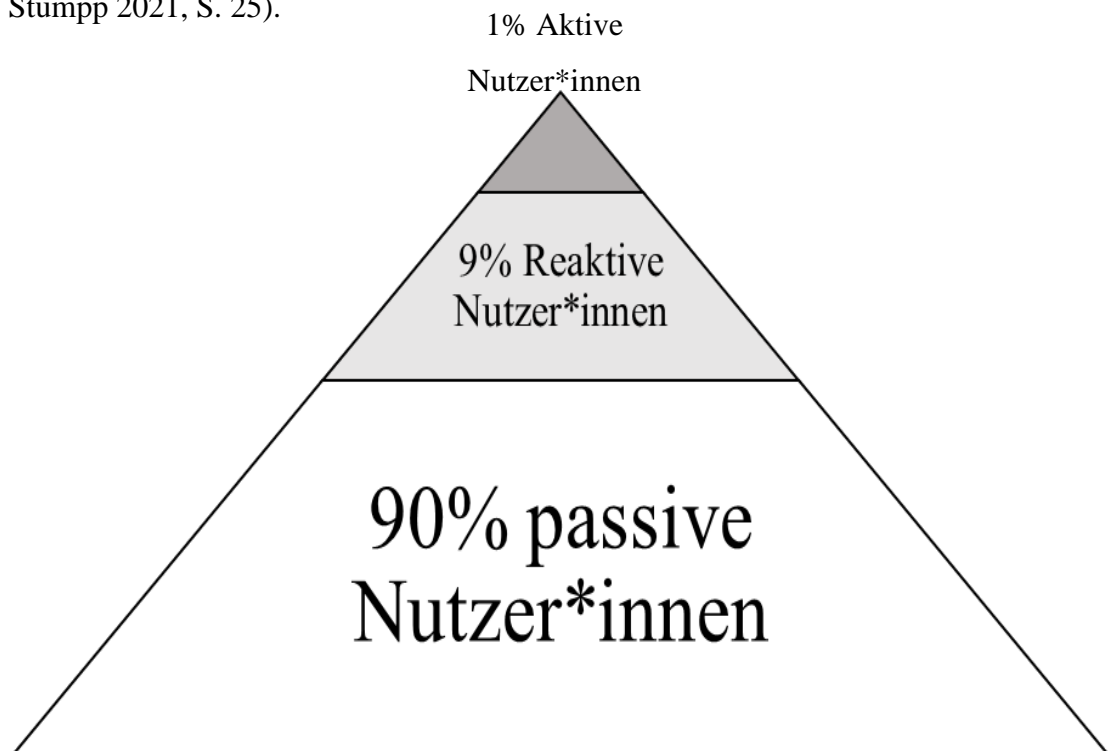 Stumpp 2021, S. 25).
1% Aktive
Nutzer*innen
9% Reaktive
Nutzer*innen
90% passive
Nutzer*innen